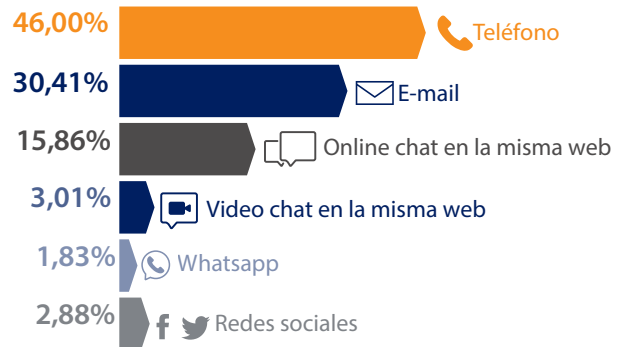 46,00% Teléfono
30,41% E-mail
15,86% Online chat en la misma web
3,01% Video chat en la misma web
1,83% Whatsapp
2,88% Redes sociales